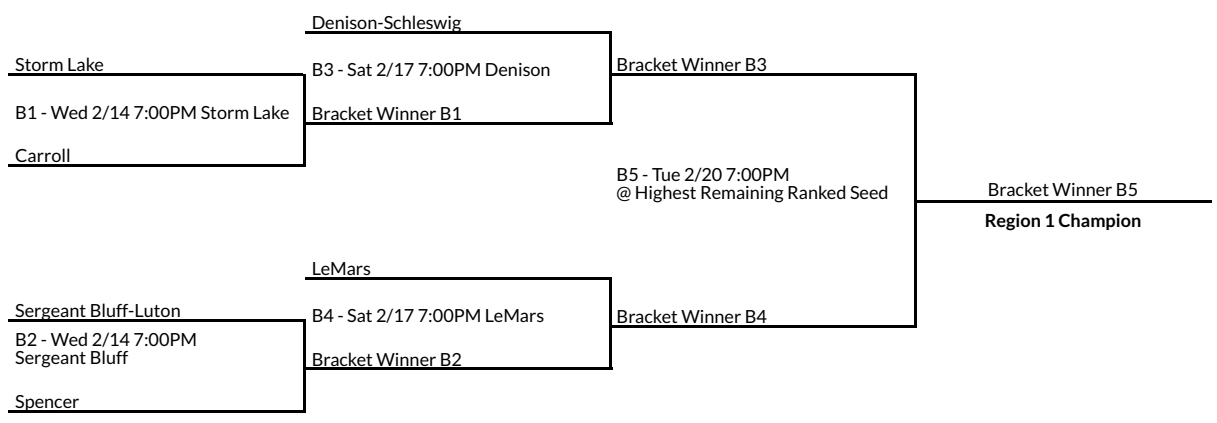 Denison-Schleswig
Storm Lake
B3 - Sat 2/17 7:00PM Denison
Bracket Winner B3
B1 - Wed 2/14 7:00PM Storm Lake
Bracket Winner B1
Carroll
B5 - Tue 2/20 7:00PM
@ Highest Remaining Ranked Seed
Bracket Winner B5
Region 1 Champion
LeMars
Sergeant Bluff-Luton
B4 - Sat 2/17 7:00PM LeMars
Bracket Winner B4
B2 - Wed 2/14 7:00PM
Sergeant Bluff
Bracket Winner B2
Spencer